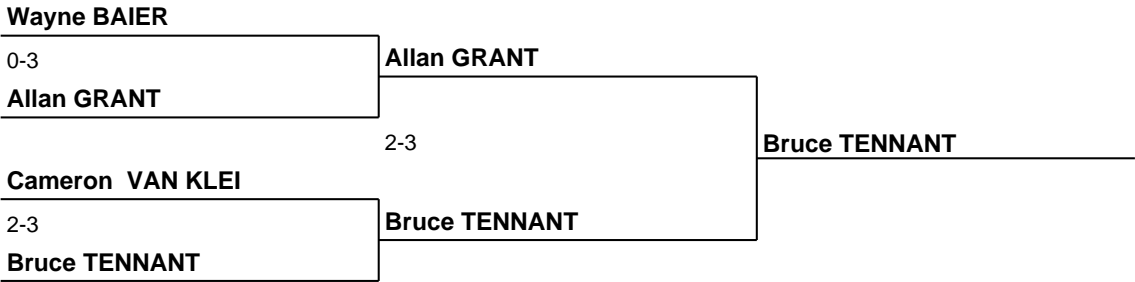 Wayne BAIER
0-3
Allan GRANT
Allan GRANT
2-3
Bruce TENNANT
Cameron  VAN KLEI
2-3
Bruce TENNANT
Bruce TENNANT